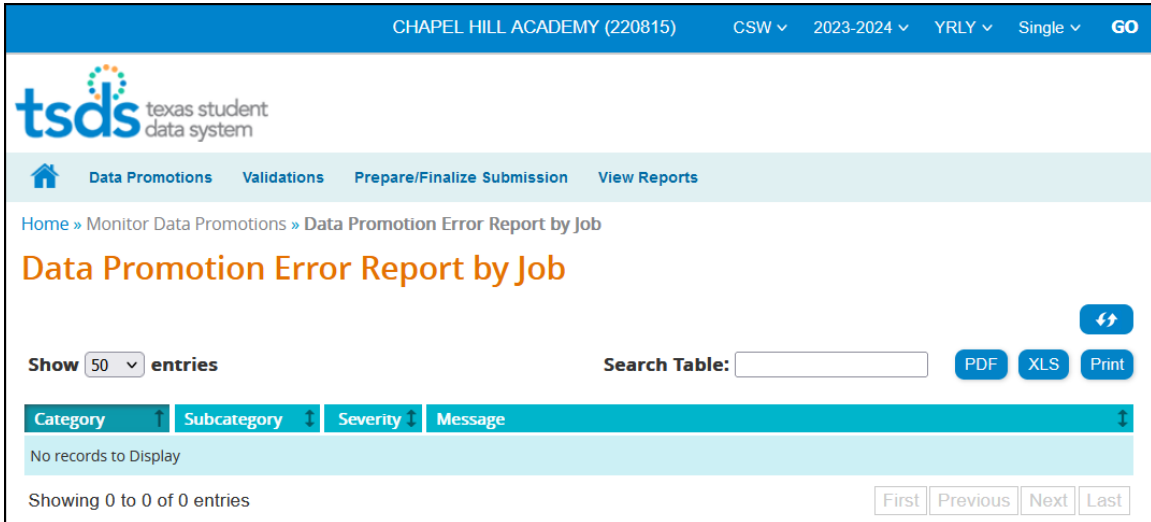 CHAPEL HILL ACADEMY (220815) CSW 2023-2024 YRLY Single GO
tsds texas student
data system
Data Promotions Validations Prepare/Finalize Submission View Reports
Home » Monitor Data Promotions » Data Promotion Error Report by Job
Data Promotion Error Report by Job
Show 50 entries Search Table: PDF XLS Print
Category Subcategory Severity Message
No records to Display
Showing 0 to 0 of 0 entries First Previous Next Last